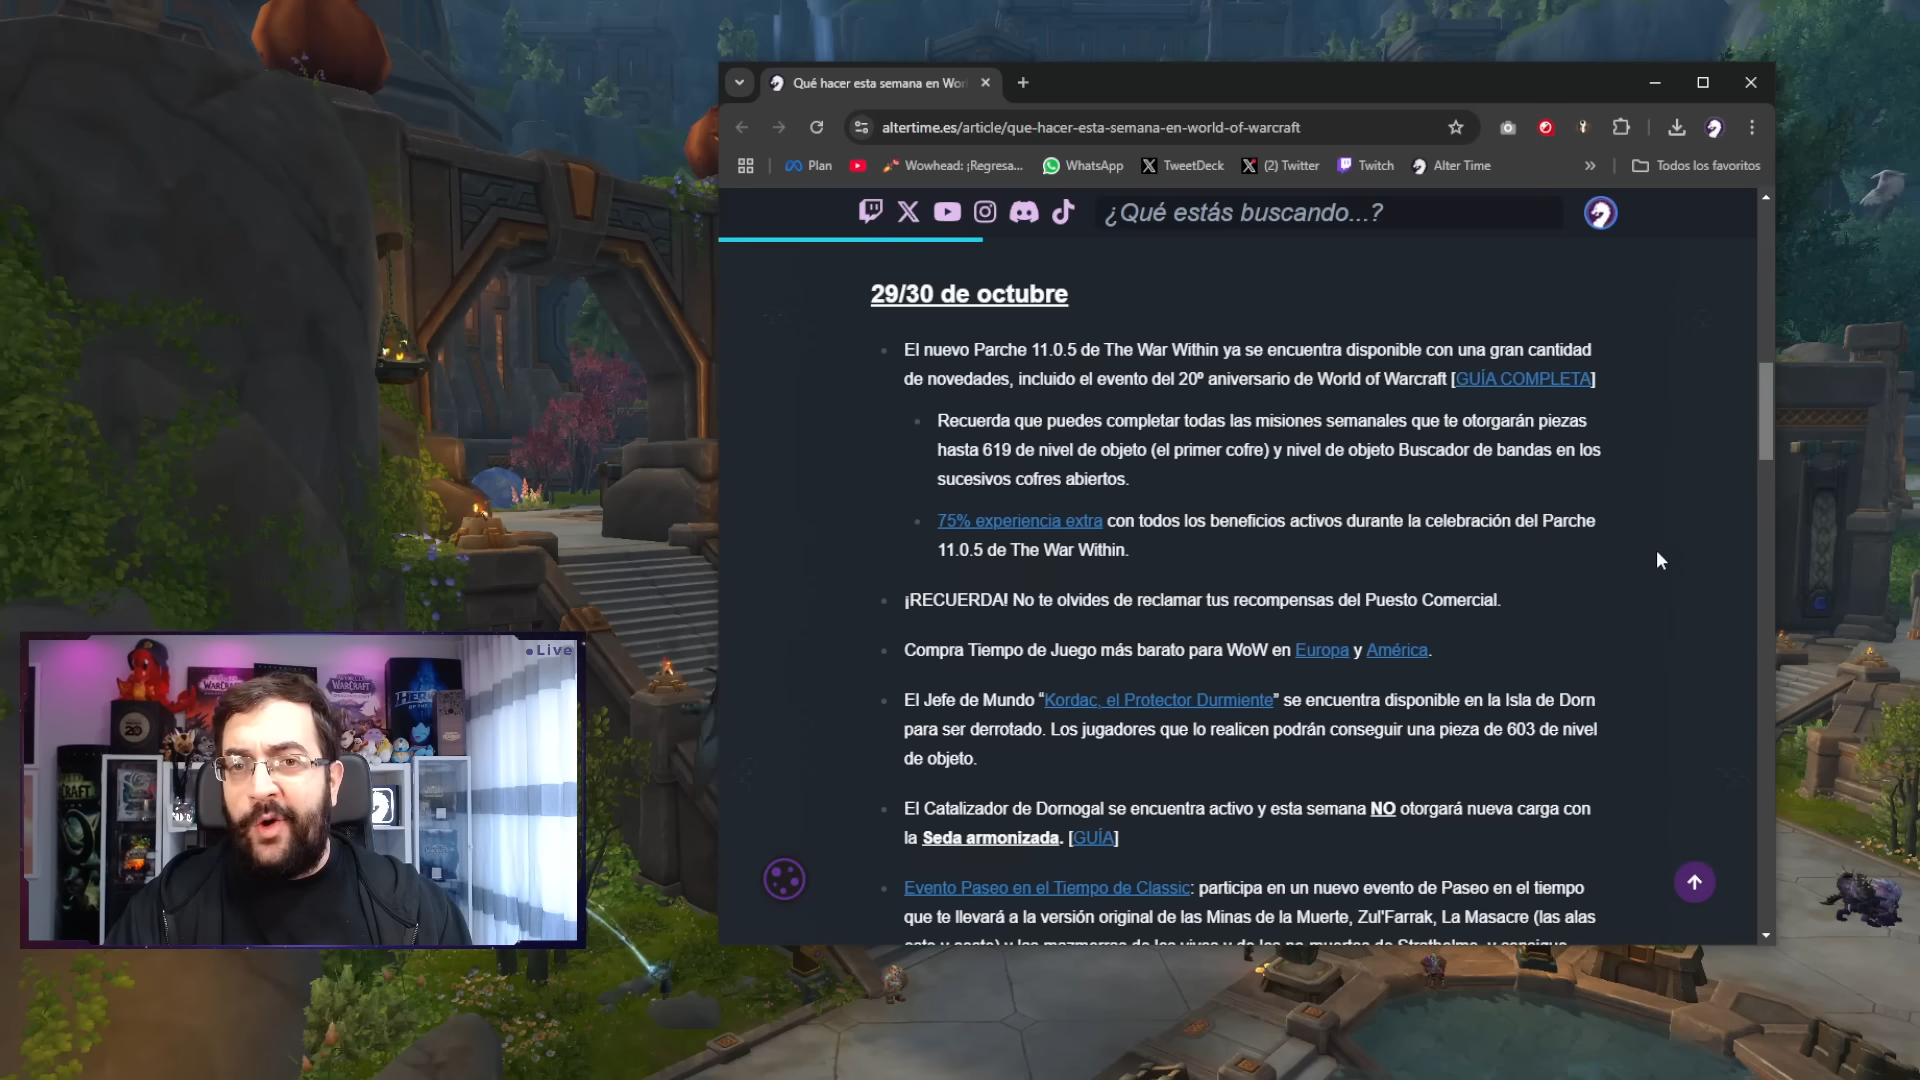 Qué hacer esta semana en Wor
altertime.es/article/que-hacer-esta-semana-en-world-of-warcraft
Plan
Wowhead: ¡Regresa...
WhatsApp
TweetDeck
(2) Twitter
Twitch
Alter Time
»
Todos los favoritos
¿Qué estás buscando...?
29/30 de octubre
El nuevo Parche 11.0.5 de The War Within ya se encuentra disponible con una gran cantidad
de novedades, incluido el evento del 20º aniversario de World of Warcraft [GUÍA COMPLETA]
Recuerda que puedes completar todas las misiones semanales que te otorgarán piezas
hasta 619 de nivel de objeto (el primer cofre) y nivel de objeto Buscador de bandas en los
sucesivos cofres abiertos.
75% experiencia extra con todos los beneficios activos durante la celebración del Parche
11.0.5 de The War Within.
¡RECUERDA! No te olvides de reclamar tus recompensas del Puesto Comercial.
Compra Tiempo de Juego más barato para WoW en Europa y América.
El Jefe de Mundo “Kordac, el Protector Durmiente” se encuentra disponible en la Isla de Dorn
para ser derrotado. Los jugadores que lo realicen podrán conseguir una pieza de 603 de nivel
de objeto.
El Catalizador de Dornogal se encuentra activo y esta semana NO otorgará nueva carga con
la Seda armonizada. [GUÍA]
Evento Paseo en el Tiempo de Classic: participa en un nuevo evento de Paseo en el tiempo
que te llevará a la versión original de las Minas de la Muerte, Zul'Farrak, La Masacre (las alas
Live
WARCRAFT
HERO
20